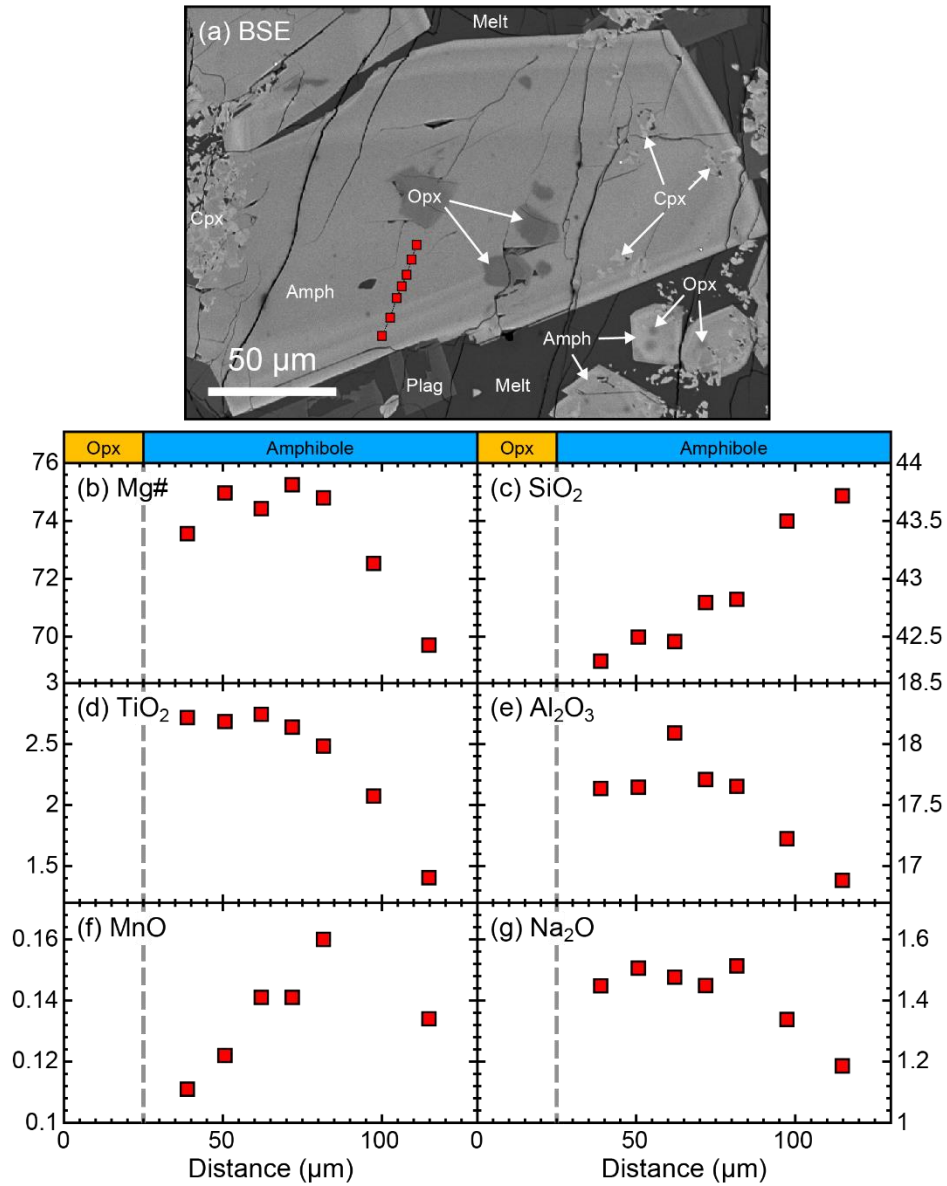 (a) BSE
Melt
Opx
Cpx
Cpx
Amph
Opx
Amph
50 µm
Plag
Melt
Opx
Amphibole
Opx
Amphibole
76
74
72
70
3
(b) Mg#
(c) SiO₂
44
43.5
43
42.5
18.5
2.5
2
1.5
(d) TiO₂
(e) Al₂O₃
18
17.5
17
0.16
0.14
0.12
0.1
(f) MnO
(g) Na₂O
1.6
1.4
1.2
1
0
50
100
0
50
100
Distance (µm)
Distance (µm)